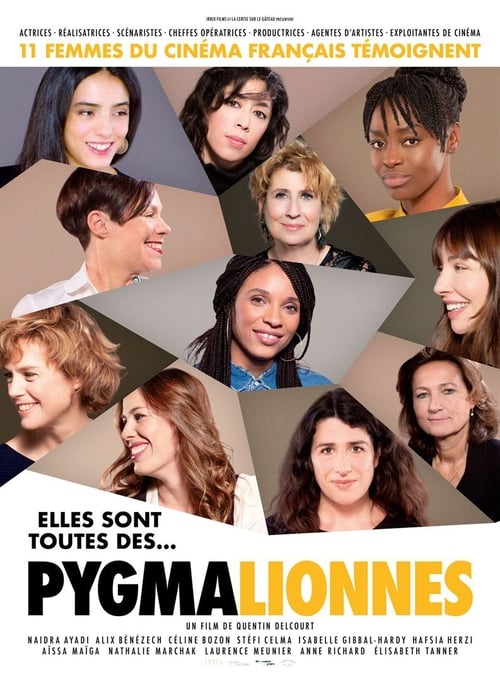 IRRIX FILMS ET LA CERISE SUR LE GÂTEAU PRÉSENTENT
ACTRICES · RÉALISATRICES · SCÉNARISTES · CHEFFES OPÉRATRICES · PRODUCTRICES · AGENTES D'ARTISTES · EXPLOITANTES DE CINÉMA
11 FEMMES DU CINÉMA FRANÇAIS TÉMOIGNENT
ELLES SONT
TOUTES DES...
PYGMALIONNES
UN FILM DE QUENTIN DELCOURT
NAIDRA AYADI ALIX BÉNÉZECH CÉLINE BOZON STÉFI CELMA ISABELLE GIBBAL-HARDY HAFSIA HERZI
AÏSSA MAÏGA NATHALIE MARCHAK LAURENCE MEUNIER ANNE RICHARD ÉLISABETH TANNER